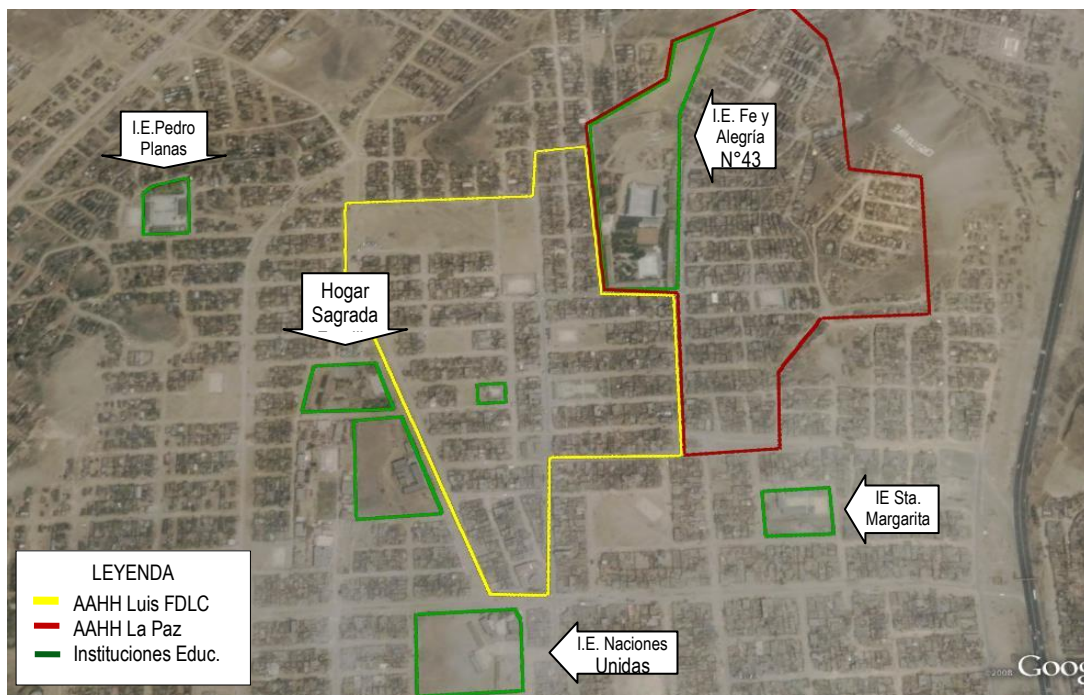 I.E.Pedro
Planas
I.E. Fe y
Alegría
N°43
Hogar
Sagrada
IE Sta.
Margarita
LEYENDA
AAHH Luis FDLC
AAHH La Paz
Instituciones Educ.
I.E. Naciones
Unidas
©2008 Goog